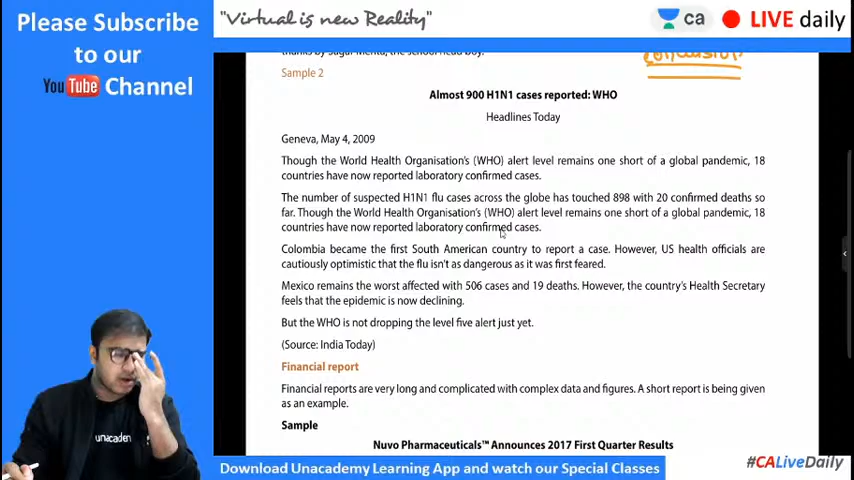 Please Subscribe
to our
YouTube Channel
"Virtual is new Reality"
ca
LIVE daily
thanks by Sagar Mehta, the school head boy.
conclusion
Sample 2
Almost 900 H1N1 cases reported: WHO
Headlines Today
Geneva, May 4, 2009
Though the World Health Organisation's (WHO) alert level remains one short of a global pandemic, 18
countries have now reported laboratory confirmed cases.
The number of suspected H1N1 flu cases across the globe has touched 898 with 20 confirmed deaths so
far. Though the World Health Organisation's (WHO) alert level remains one short of a global pandemic, 18
countries have now reported laboratory confirmed cases.
Colombia became the first South American country to report a case. However, US health officials are
cautiously optimistic that the flu isn't as dangerous as it was first feared.
Mexico remains the worst affected with 506 cases and 19 deaths. However, the country's Health Secretary
feels that the epidemic is now declining.
But the WHO is not dropping the level five alert just yet.
(Source: India Today)
Financial report
Financial reports are very long and complicated with complex data and figures. A short report is being given
as an example.
Sample
Nuvo Pharmaceuticals™ Announces 2017 First Quarter Results
unacadem
Download Unacademy Learning App and watch our Special Classes
#CALiveDaily